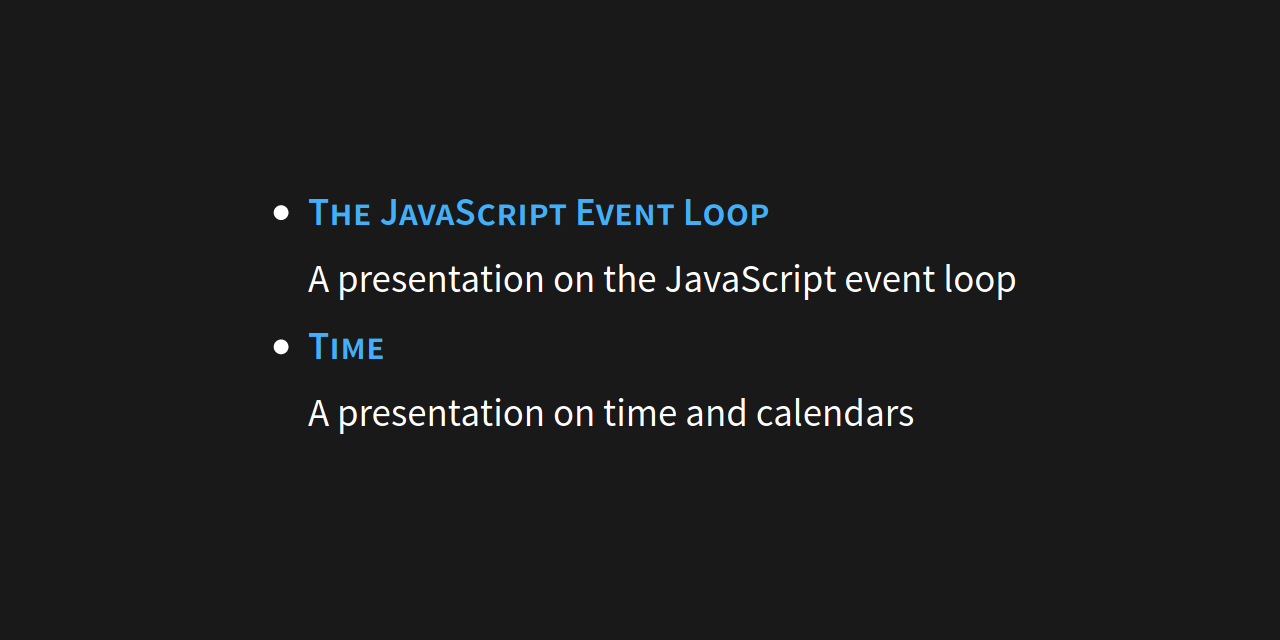 The JavaScript Event Loop
A presentation on the JavaScript event loop
Time
A presentation on time and calendars